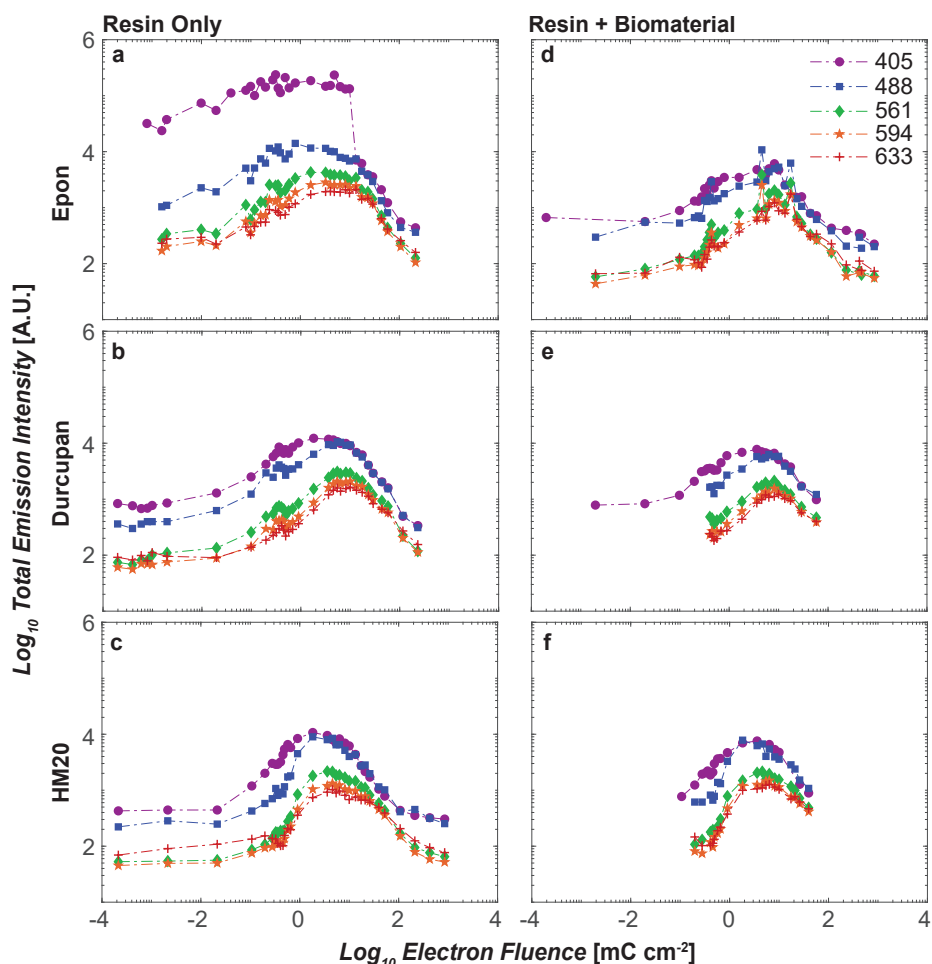 Resin Only
Resin + Biomaterial
6
a
d
405
488
561
594
633
4
2
Epon
6
b
e
4
2
Durcupan
6
c
f
4
2
HM20
Log10 Total Emission Intensity [A.U.]
-4 -2 0 2 4 -2 0 2 4
Log10 Electron Fluence [mC cm-2]